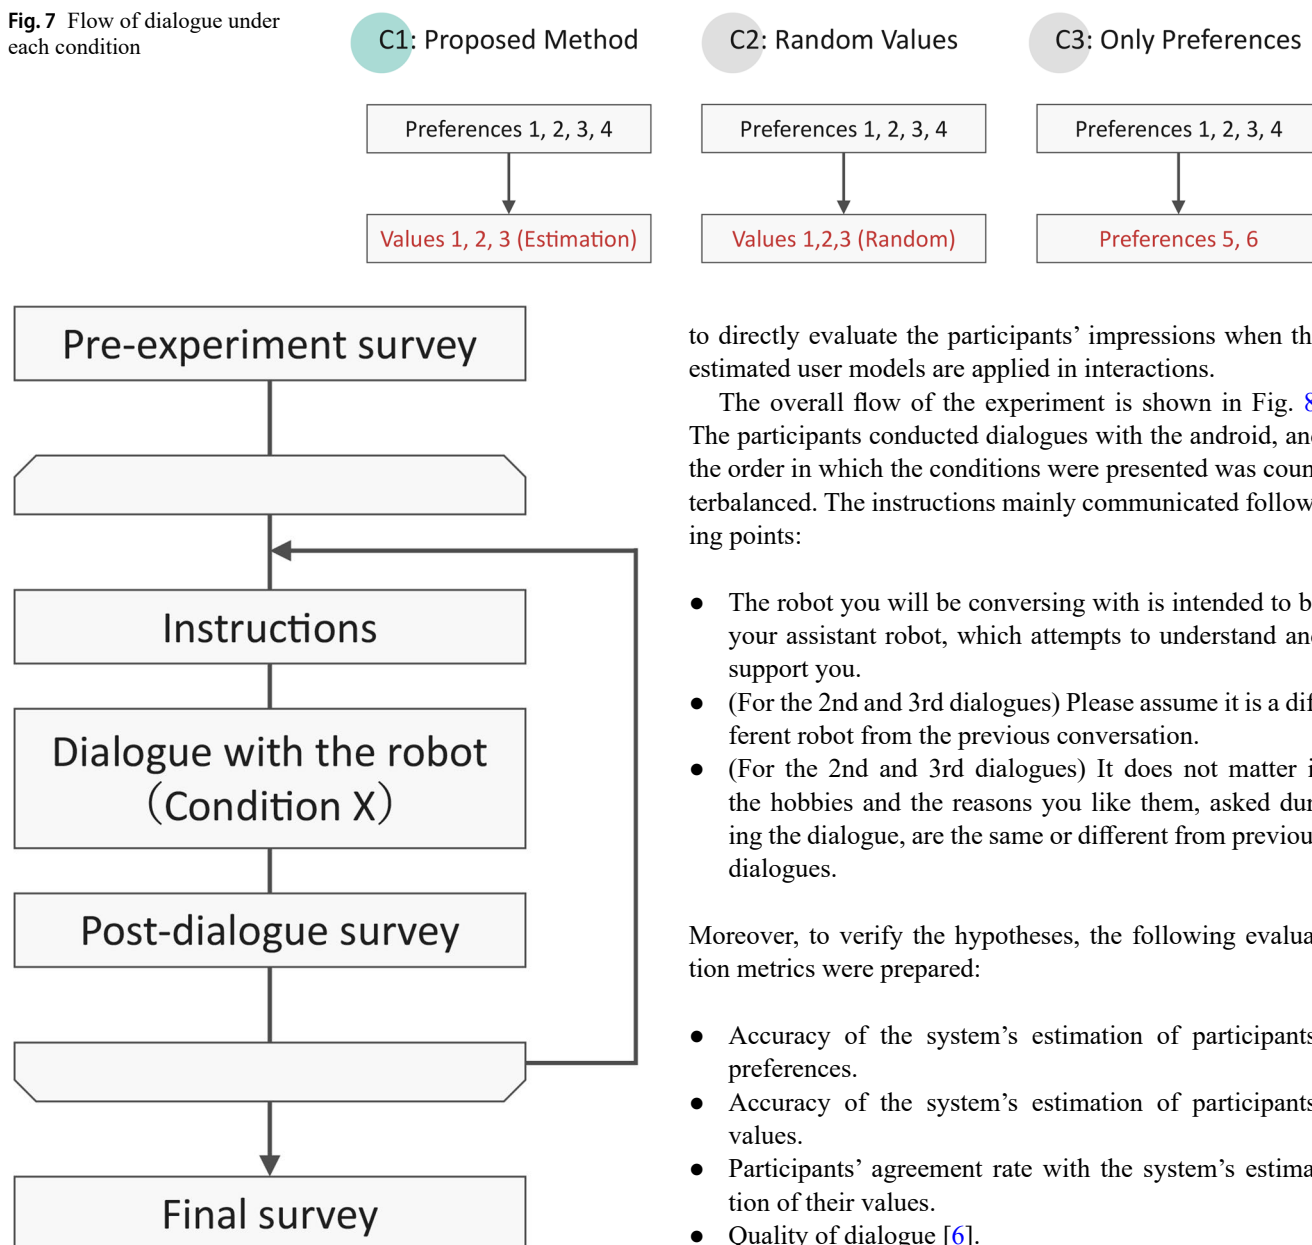 Fig. 7 Flow of dialogue under
each condition
C1: Proposed Method
C2: Random Values
C3: Only Preferences
Preferences 1, 2, 3, 4
Preferences 1, 2, 3, 4
Preferences 1, 2, 3, 4
Values 1, 2, 3 (Estimation)
Values 1,2,3 (Random)
Preferences 5, 6
Pre-experiment survey
Instructions
Dialogue with the robot
（Condition X）
Post-dialogue survey
Final survey
to directly evaluate the participants’ impressions when th
estimated user models are applied in interactions.
The overall flow of the experiment is shown in Fig. 8
The participants conducted dialogues with the android, and
the order in which the conditions were presented was coun
terbalanced. The instructions mainly communicated follow
ing points:
● The robot you will be conversing with is intended to b
your assistant robot, which attempts to understand and
support you.
● (For the 2nd and 3rd dialogues) Please assume it is a dif
ferent robot from the previous conversation.
● (For the 2nd and 3rd dialogues) It does not matter i
the hobbies and the reasons you like them, asked dur
ing the dialogue, are the same or different from previou
dialogues.
Moreover, to verify the hypotheses, the following evalua
tion metrics were prepared:
● Accuracy of the system’s estimation of participants
preferences.
● Accuracy of the system’s estimation of participants
values.
● Participants’ agreement rate with the system’s estima
tion of their values.
● Quality of dialogue [6].